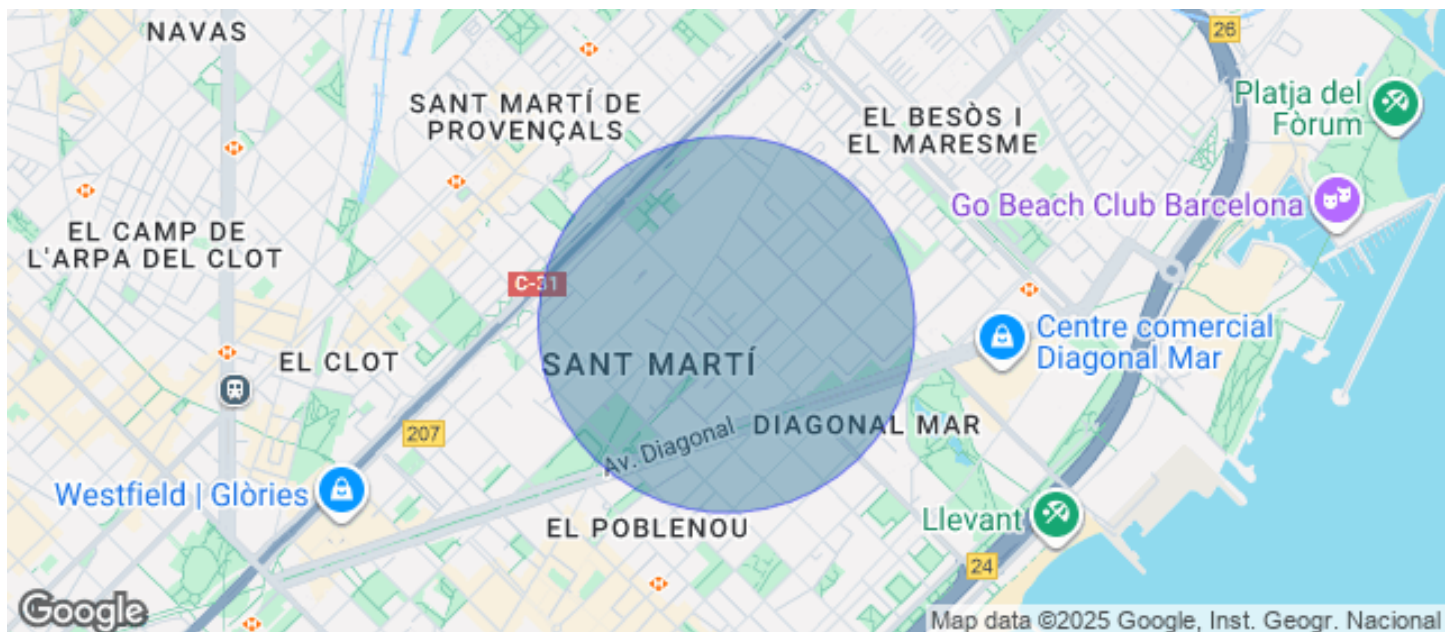 NAVAS
26
SANT MARTÍ DE
PROVENÇALS
EL BESÒS I
EL MARESME
Platja del
Fòrum
Go Beach Club Barcelona
EL CAMP DE
L'ARPA DEL CLOT
C-31
Centre comercial
Diagonal Mar
EL CLOT
SANT MARTÍ
207
Av. Diagonal
DIAGONAL MAR
Westfield | Glòries
EL POBLENOU
Llevant
24
Google
Map data ©2025 Google, Inst. Geogr. Nacional